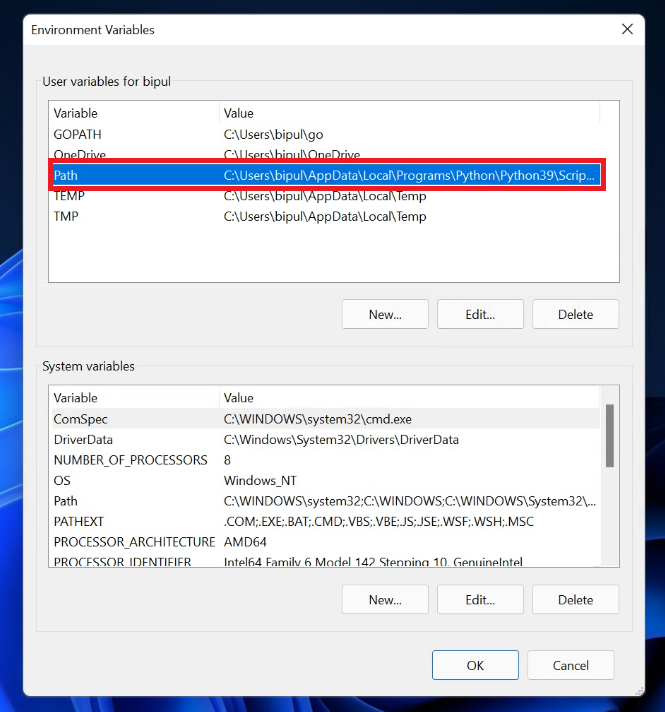 Environment Variables
User variables for bipul
Variable Value
GOPATH C:\Users\bipul\go
OneDrive C:\Users\bipul\OneDrive
Path C:\Users\bipul\AppData\Local\Programs\Python\Python39\Scrip...
TEMP C:\Users\bipul\AppData\Local\Temp
TMP C:\Users\bipul\AppData\Local\Temp
New... Edit... Delete
System variables
Variable Value
ComSpec C:\WINDOWS\system32\cmd.exe
DriverData C:\Windows\System32\Drivers\DriverData
NUMBER_OF_PROCESSORS 8
OS Windows_NT
Path C:\WINDOWS\system32;C:\WINDOWS;C:\WINDOWS\System32\...
PATHEXT .COM;.EXE;.BAT;.CMD;.VBS;.VBE;.JS;.JSE;.WSF;.WSH;.MSC
PROCESSOR_ARCHITECTURE AMD64
PROCESSOR_IDENTIFIER Intel64 Family 6 Model 142 Stepping 10, GenuineIntel
New... Edit... Delete
OK Cancel